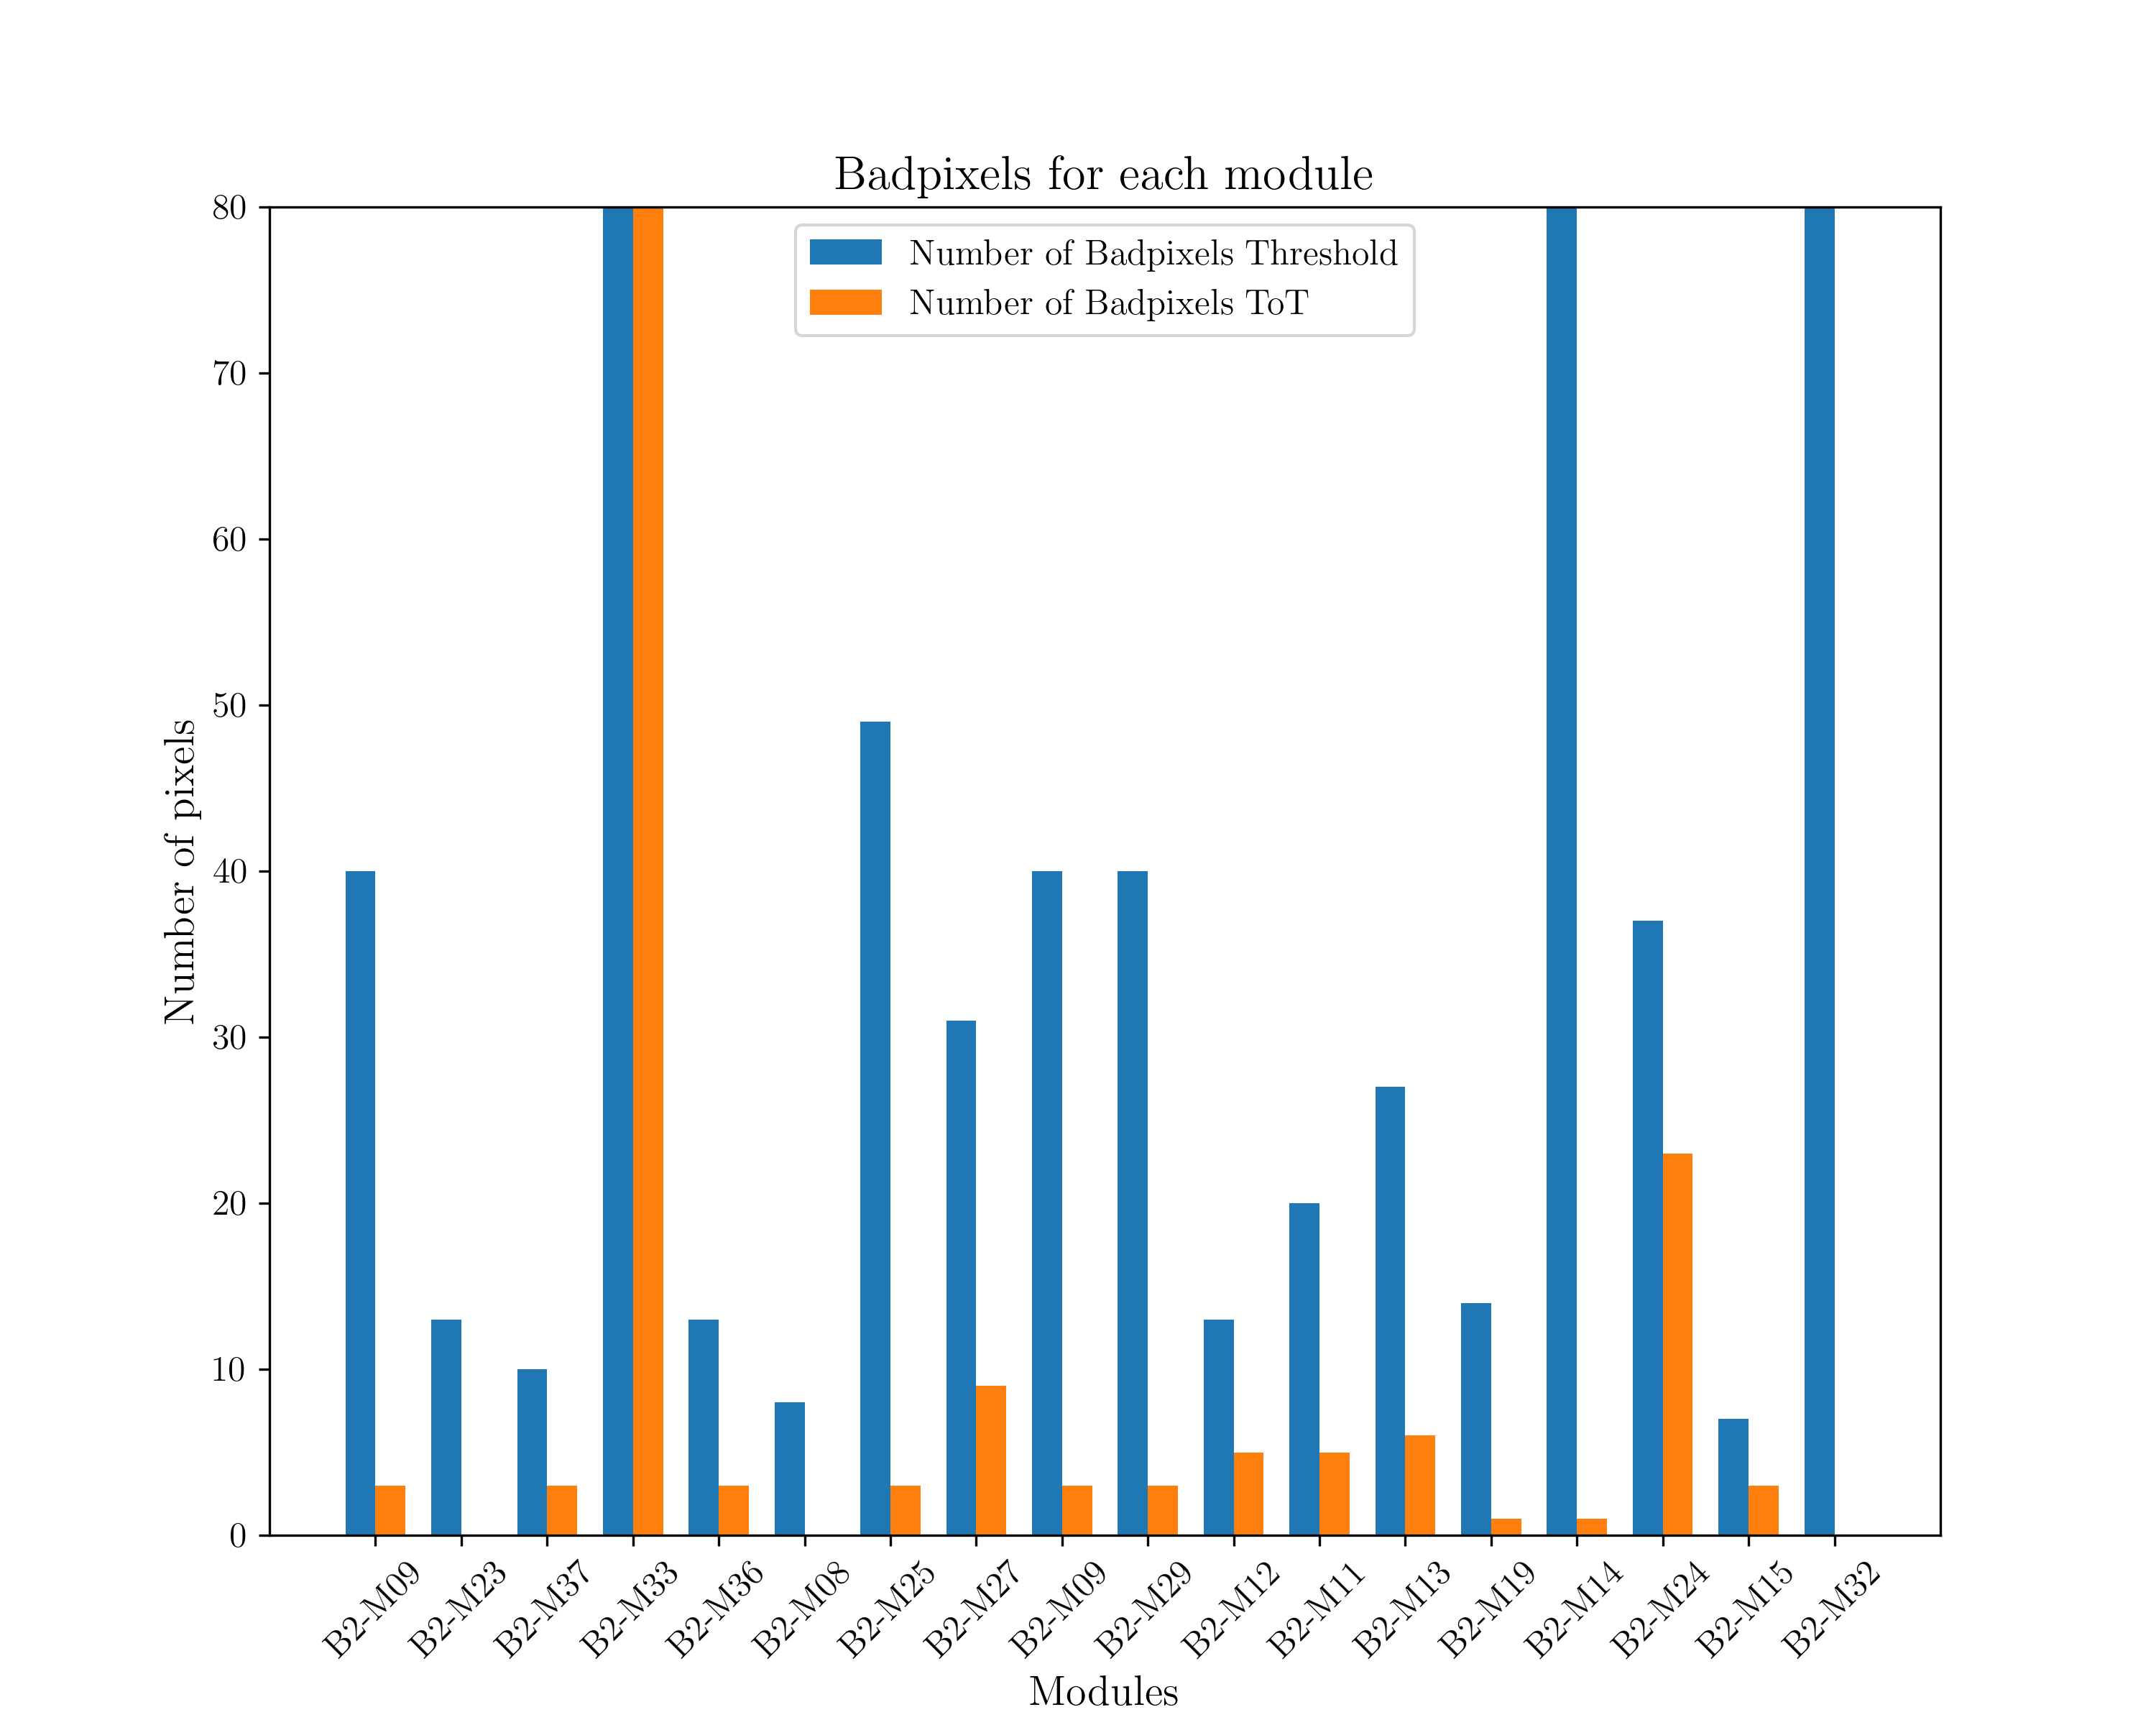 Badpixels for each module
Number of Badpixels Threshold
Number of Badpixels ToT
Number of pixels
80
70
60
50
40
30
20
10
0
B2-M09
B2-M23
B2-M37
B2-M33
B2-M36
B2-M08
B2-M25
B2-M27
B2-M09
B2-M29
B2-M12
B2-M11
B2-M13
B2-M19
B2-M14
B2-M24
B2-M15
B2-M32
Modules